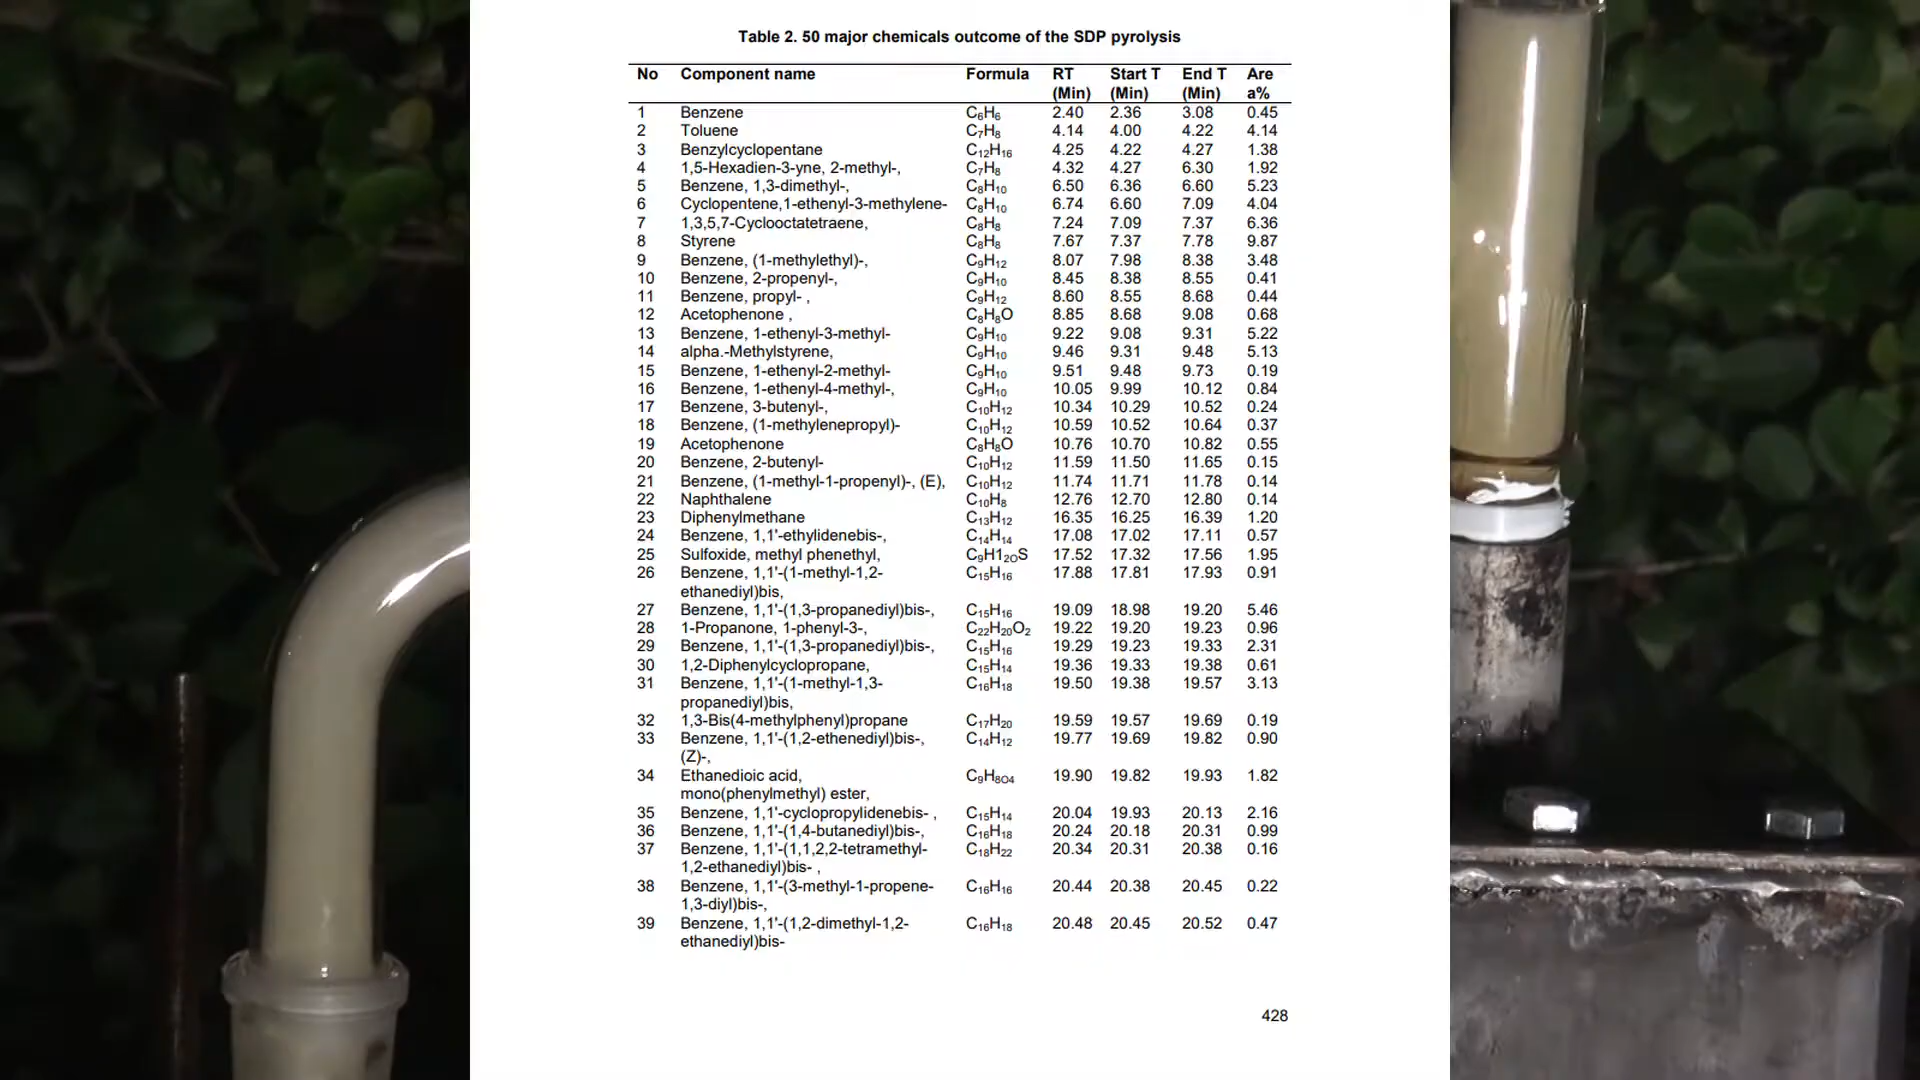 Table 2. 50 major chemicals outcome of the SDP pyrolysis
No Component name Formula RT Start T End T Are
(Min) (Min) (Min) a%
1 Benzene C₆H₆ 2.40 2.36 3.08 0.45
2 Toluene C₇H₈ 4.14 4.00 4.22 4.14
3 Benzylcyclopentane C₁₂H₁₆ 4.25 4.22 4.27 1.38
4 1,5-Hexadien-3-yne, 2-methyl-, C₇H₈ 4.32 4.27 6.30 1.92
5 Benzene, 1,3-dimethyl-, C₈H₁₀ 6.50 6.36 6.60 5.23
6 Cyclopentene,1-ethenyl-3-methylene- C₈H₁₀ 6.74 6.60 7.09 4.04
7 1,3,5,7-Cyclooctatetraene, C₈H₈ 7.24 7.09 7.37 6.36
8 Styrene C₈H₈ 7.67 7.37 7.78 9.87
9 Benzene, (1-methylethyl)-, C₉H₁₂ 8.07 7.98 8.38 3.48
10 Benzene, 2-propenyl-, C₉H₁₀ 8.45 8.38 8.55 0.41
11 Benzene, propyl- , C₉H₁₂ 8.60 8.55 8.68 0.44
12 Acetophenone , C₈H₈O 8.85 8.68 9.08 0.68
13 Benzene, 1-ethenyl-3-methyl- C₉H₁₀ 9.22 9.08 9.31 5.22
14 alpha.-Methylstyrene, C₉H₁₀ 9.46 9.31 9.48 5.13
15 Benzene, 1-ethenyl-2-methyl- C₉H₁₀ 9.51 9.48 9.73 0.19
16 Benzene, 1-ethenyl-4-methyl-, C₉H₁₀ 10.05 9.99 10.12 0.84
17 Benzene, 3-butenyl-, C₁₀H₁₂ 10.34 10.29 10.52 0.24
18 Benzene, (1-methylenepropyl)- C₁₀H₁₂ 10.59 10.52 10.64 0.37
19 Acetophenone C₈H₈O 10.76 10.70 10.82 0.55
20 Benzene, 2-butenyl- C₁₀H₁₂ 11.59 11.50 11.65 0.15
21 Benzene, (1-methyl-1-propenyl)-, (E), C₁₀H₁₂ 11.74 11.71 11.78 0.14
22 Naphthalene C₁₀H₈ 12.76 12.70 12.80 0.14
23 Diphenylmethane C₁₃H₁₂ 16.35 16.25 16.39 1.20
24 Benzene, 1,1'-ethylidenebis-, C₁₄H₁₄ 17.08 17.02 17.11 0.57
25 Sulfoxide, methyl phenethyl, C₉H1₂₀S 17.52 17.32 17.56 1.95
26 Benzene, 1,1'-(1-methyl-1,2- C₁₅H₁₆ 17.88 17.81 17.93 0.91
ethanediyl)bis,
27 Benzene, 1,1'-(1,3-propanediyl)bis-, C₁₅H₁₆ 19.09 18.98 19.20 5.46
28 1-Propanone, 1-phenyl-3-, C₂₂H₂₀O₂ 19.22 19.20 19.23 0.96
29 Benzene, 1,1'-(1,3-propanediyl)bis-, C₁₅H₁₆ 19.29 19.23 19.33 2.31
30 1,2-Diphenylcyclopropane, C₁₅H₁₄ 19.36 19.33 19.38 0.61
31 Benzene, 1,1'-(1-methyl-1,3- C₁₆H₁₈ 19.50 19.38 19.57 3.13
propanediyl)bis,
32 1,3-Bis(4-methylphenyl)propane C₁₇H₂₀ 19.59 19.57 19.69 0.19
33 Benzene, 1,1'-(1,2-ethenediyl)bis-, C₁₄H₁₂ 19.77 19.69 19.82 0.90
(Z)-,
34 Ethanedioic acid, C₉H₈ₒ₄ 19.90 19.82 19.93 1.82
mono(phenylmethyl) ester,
35 Benzene, 1,1'-cyclopropylidenebis- , C₁₅H₁₄ 20.04 19.93 20.13 2.16
36 Benzene, 1,1'-(1,4-butanediyl)bis-, C₁₆H₁₈ 20.24 20.18 20.31 0.99
37 Benzene, 1,1'-(1,1,2,2-tetramethyl- C₁₈H₂₂ 20.34 20.31 20.38 0.16
1,2-ethanediyl)bis- ,
38 Benzene, 1,1'-(3-methyl-1-propene- C₁₆H₁₆ 20.44 20.38 20.45 0.22
1,3-diyl)bis-,
39 Benzene, 1,1'-(1,2-dimethyl-1,2- C₁₆H₁₈ 20.48 20.45 20.52 0.47
ethanediyl)bis-
428